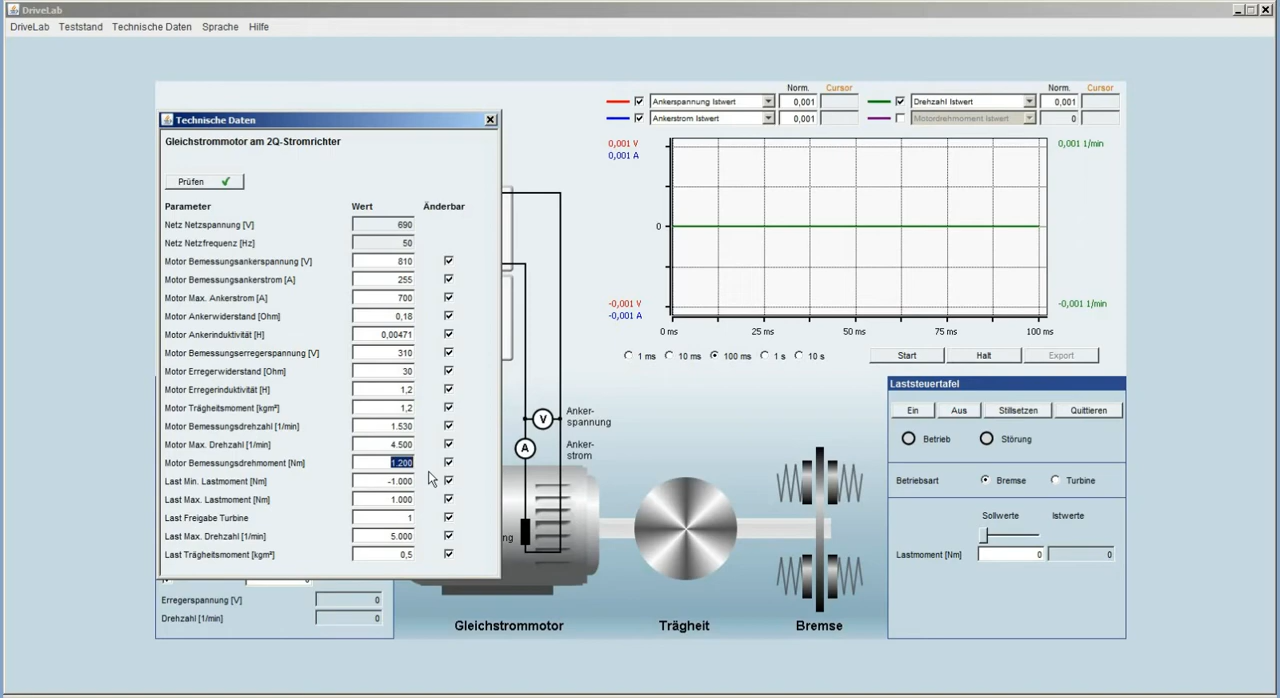 DriveLab
DriveLab Teststand Technische Daten Sprache Hilfe
Technische Daten
Gleichstrommotor am 2Q-Stromrichter
Prüfen
Parameter Wert Änderbar
Netz Netzspannung [V] 690
Netz Netzfrequenz [Hz] 50
Motor Bemessungsankerspannung [V] 810
Motor Bemessungsankerstrom [A] 255
Motor Max. Ankerstrom [A] 700
Motor Ankerwiderstand [Ohm] 0,18
Motor Ankerinduktivität [H] 0,00471
Motor Bemessungserregerspannung [V] 310
Motor Erregerwiderstand [Ohm] 30
Motor Erregerinduktivität [H] 1,2
Motor Trägheitsmoment [kgm²] 1,2
Motor Bemessungsdrehzahl [1/min] 1.530
Motor Max. Drehzahl [1/min] 4.500
Motor Bemessungsdrehmoment [Nm] 1.200
Last Min. Lastmoment [Nm] -1.000
Last Max. Lastmoment [Nm] 1.000
Last Freigabe Turbine 1
Last Max. Drehzahl [1/min] 5.000
Last Trägheitsmoment [kgm²] 0,5
Erregerspannung [V] 0
Drehzahl [1/min] 0
Norm. Cursor Norm. Cursor
Ankerspannung Istwert 0,001 Drehzahl Istwert 0,001
Ankerstrom Istwert 0,001 Motordrehmoment Istwert 0
0,001 V 0,001 1/min
0,001 A
0
-0,001 V -0,001 1/min
-0,001 A
0 ms 25 ms 50 ms 75 ms 100 ms
1 ms 10 ms 100 ms 1 s 10 s Start Halt Export
V Anker-
spannung
A Anker-
strom
ng
Gleichstrommotor Trägheit Bremse
Laststeuertafel
Ein Aus Stillsetzen Quittieren
Betrieb Störung
Betriebsart Bremse Turbine
Sollwerte Istwerte
Lastmoment [Nm] 0 0